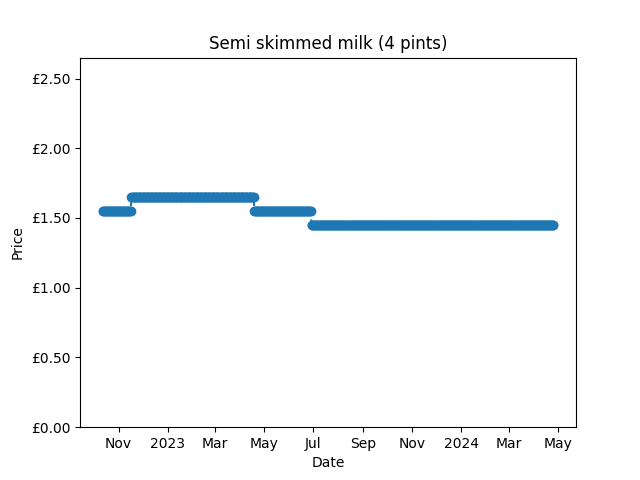 Semi skimmed milk (4 pints)
£2.50
£2.00
£1.50
£1.00
£0.50
£0.00
Price
Nov 2023 Mar May Jul Sep Nov 2024 Mar May
Date